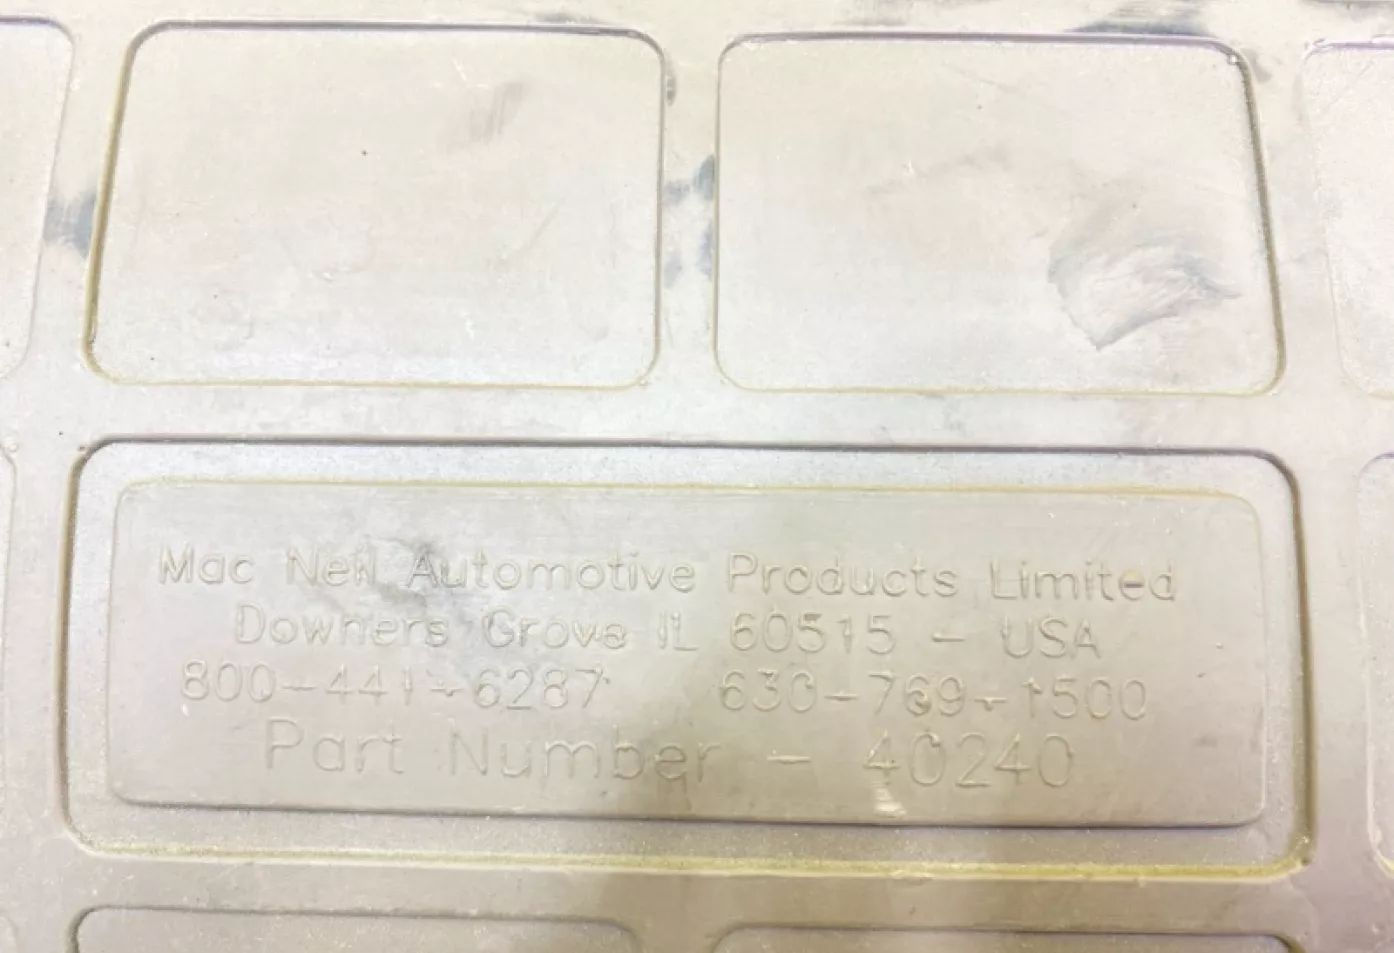 Mac Neil Automotive Products Limited
Downers Grove IL 60515 - USA
800-441-6287 630-769-1500
Part Number - 40240